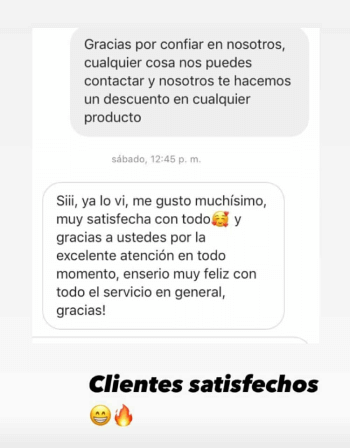 Gracias por confiar en nosotros,
cualquier cosa nos puedes
contactar y nosotros te hacemos
un descuento en cualquier
producto
sábado, 12:45 p. m.
Siii, ya lo vi, me gusto muchísimo,
muy satisfecha con todo🥰 y
gracias a ustedes por la
excelente atención en todo
momento, enserio muy feliz con
todo el servicio en general,
gracias!
Clientes satisfechos
😁🔥